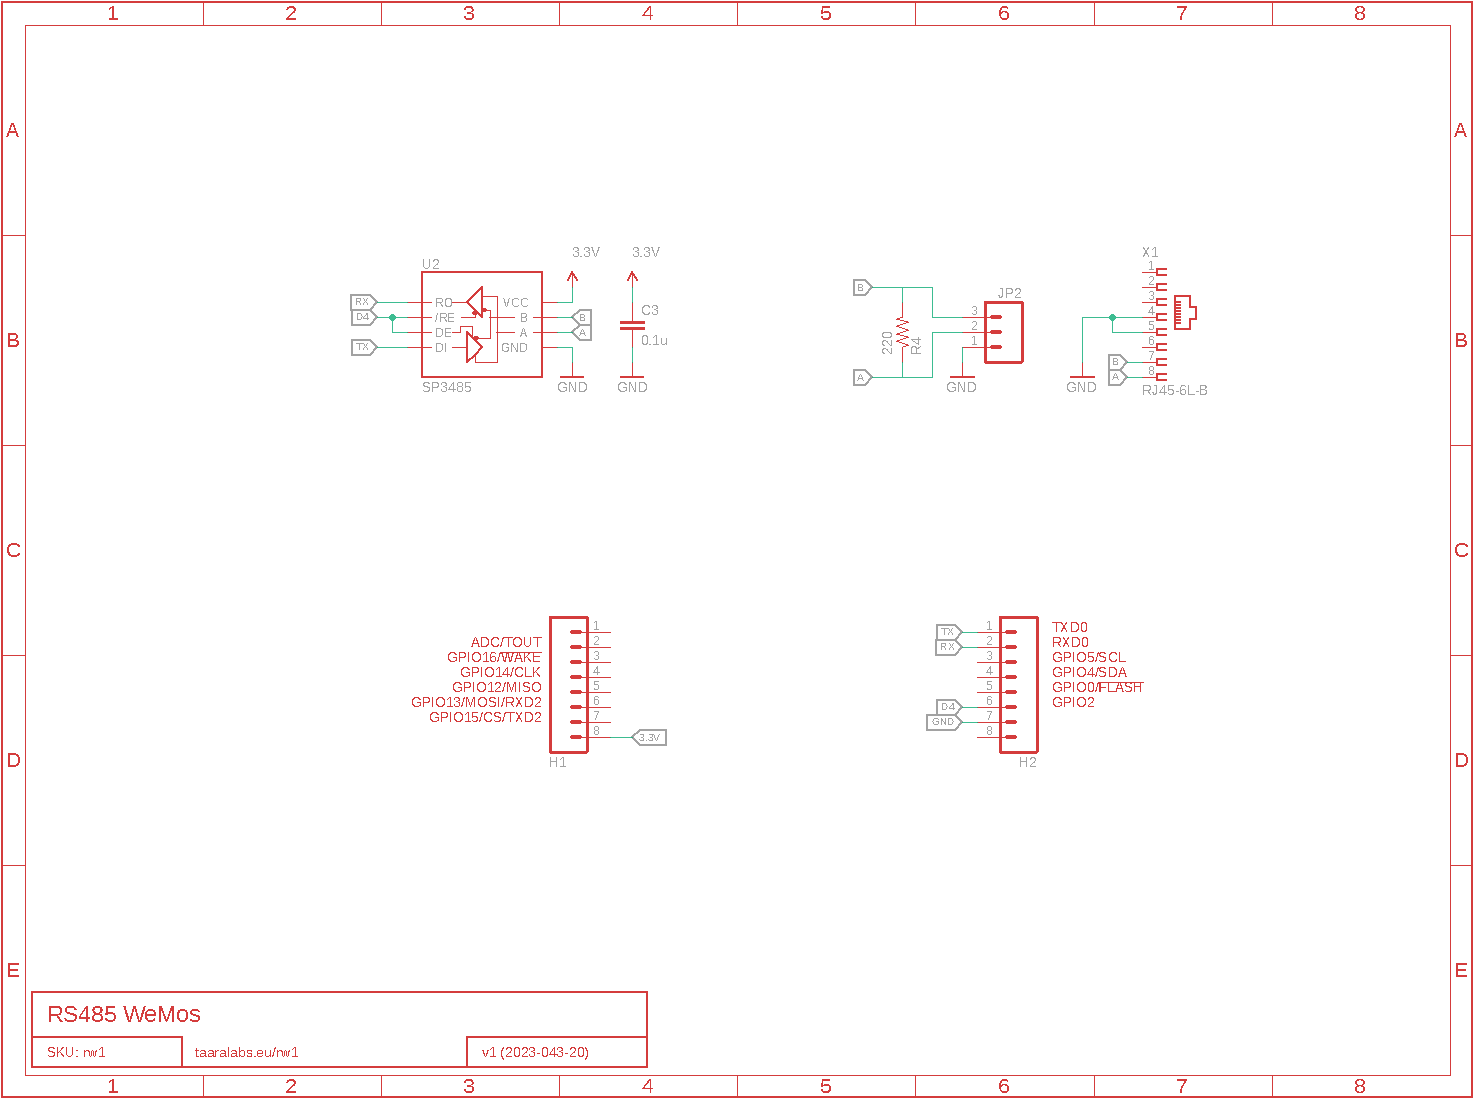 1 2 3 4 5 6 7 8
A A
B B
C C
D D
E E
U2
3.3V 3.3V
RX RO VCC
D4 /RE B B
DE A A
TX DI GND
SP3485
GND GND
C3
0.1u
B
A
220
R4
JP2
3
2
1
GND
X1
1
2
3
4
5
6
B 7
A 8
GND
RJ45-6L-B
1
ADC/TOUT 2
GPIO16/WAKE 3
GPIO14/CLK 4
GPIO12/MISO 5
GPIO13/MOSI/RXD2 6
GPIO15/CS/TXD2 7
8 3.3V
H1
TX 1 TXD0
RX 2 RXD0
3 GPIO5/SCL
4 GPIO4/SDA
5 GPIO0/FLASH
D4 6 GPIO2
GND 7
8
H2
RS485 WeMos
SKU: rw1 taaralabs.eu/rw1 v1 (2023-043-20)
1 2 3 4 5 6 7 8